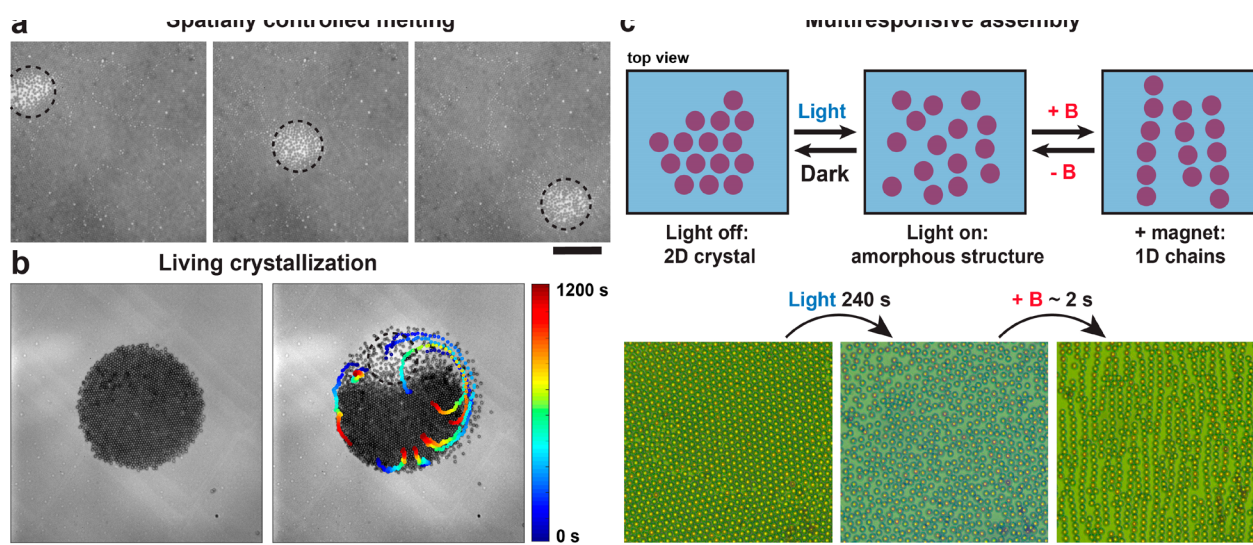 a
Spatially controlled melting
b
Living crystallization
1200 s
0 s
c
Multiresponsive assembly
top view
Light
Dark
+ B
- B
Light off:
2D crystal
Light on:
amorphous structure
+ magnet:
1D chains
Light 240 s
+ B ~ 2 s